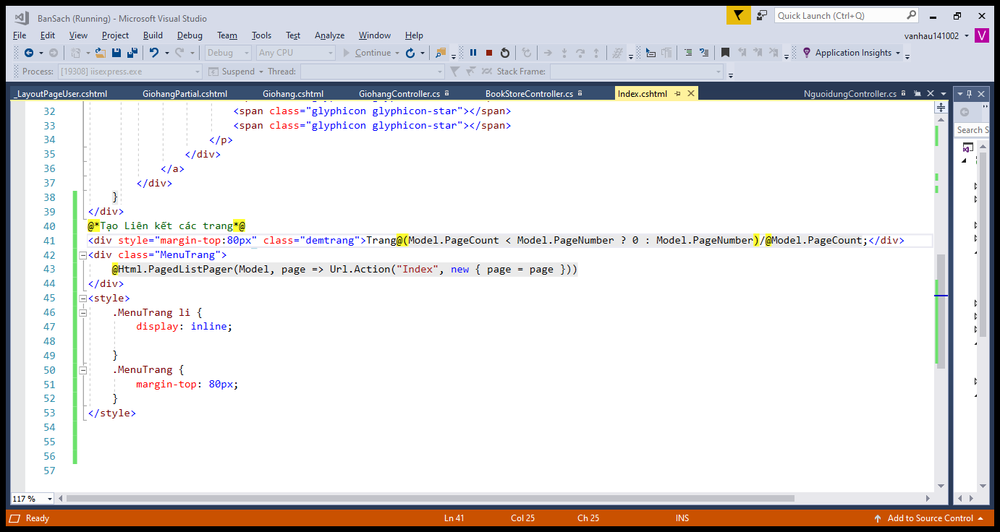 BanSach (Running) - Microsoft Visual Studio
Quick Launch (Ctrl+Q)
File Edit View Project Build Debug Team Tools Test Analyze Window Help
vanhau141002 V
Debug Any CPU Continue Application Insights
Process: [19308] iisexpress.exe Suspend Thread: Stack Frame:
_LayoutPageUser.cshtml GiohangPartial.cshtml Giohang.cshtml GiohangController.cs BookStoreController.cs Index.cshtml NguoidungController.cs
Search S
32 <span class="glyphicon glyphicon-star"></span>
33 <span class="glyphicon glyphicon-star"></span>
34 </p>
35 </div>
36 </a>
37 </div>
38 }
39 </div>
40 @*Tạo Liên kết các trang*@
41 <div style="margin-top:80px" class="demtrang">Trang@(Model.PageCount < Model.PageNumber ? 0 : Model.PageNumber)/@Model.PageCount;</div>
42 <div class="MenuTrang">
43 @Html.PagedListPager(Model, page => Url.Action("Index", new { page = page }))
44 </div>
45 <style>
46 .MenuTrang li {
47 display: inline;
48
49 }
50 .MenuTrang {
51 margin-top: 80px;
52 }
53 </style>
54
55
56
57
117 %
Ready Ln 41 Col 25 Ch 25 INS Add to Source Control